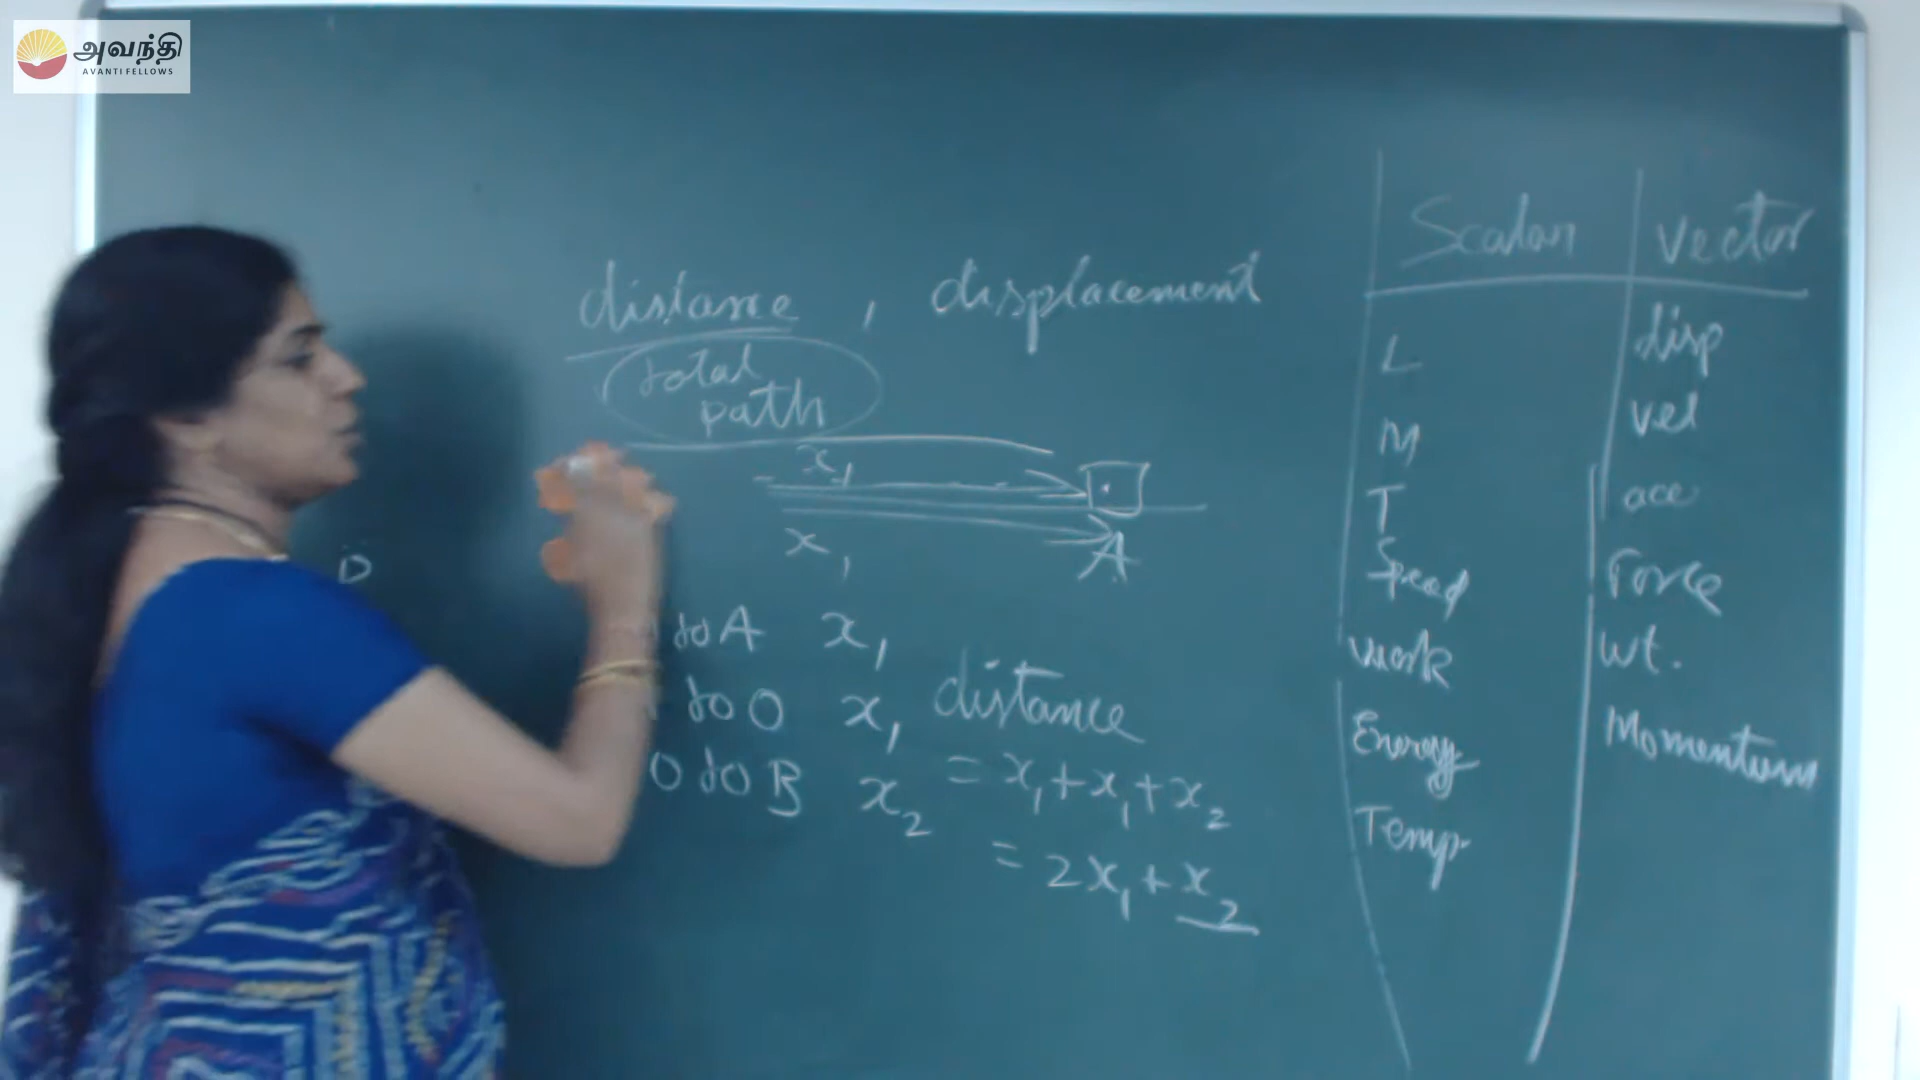 அவந்தி
AVANTI FELLOWS
distance , displacement
total
path
x1
x1
A
D
to A x1
to O x1
O to B x2
distance
= x1 + x1 + x2
= 2x1 + x2
Scalar Vector
L disp
M vel
T acc
Speed Force
Work Wt.
Energy Momentum
Temp.